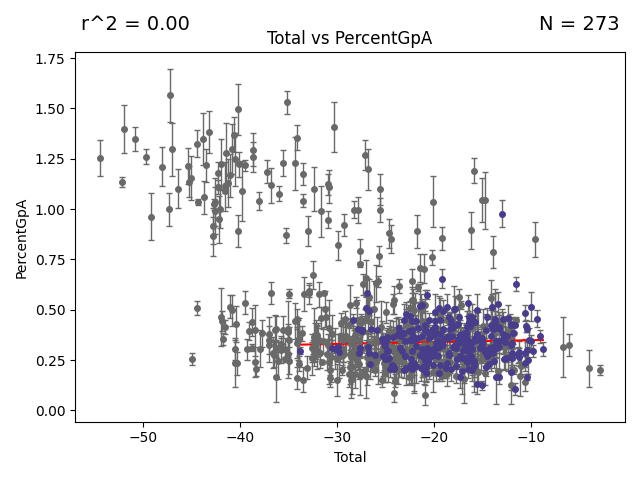 r^2 = 0.00
N = 273
Total vs PercentGpA
1.75
1.50
1.25
1.00
0.75
0.50
0.25
0.00
PercentGpA
−50
−40
−30
−20
−10
Total